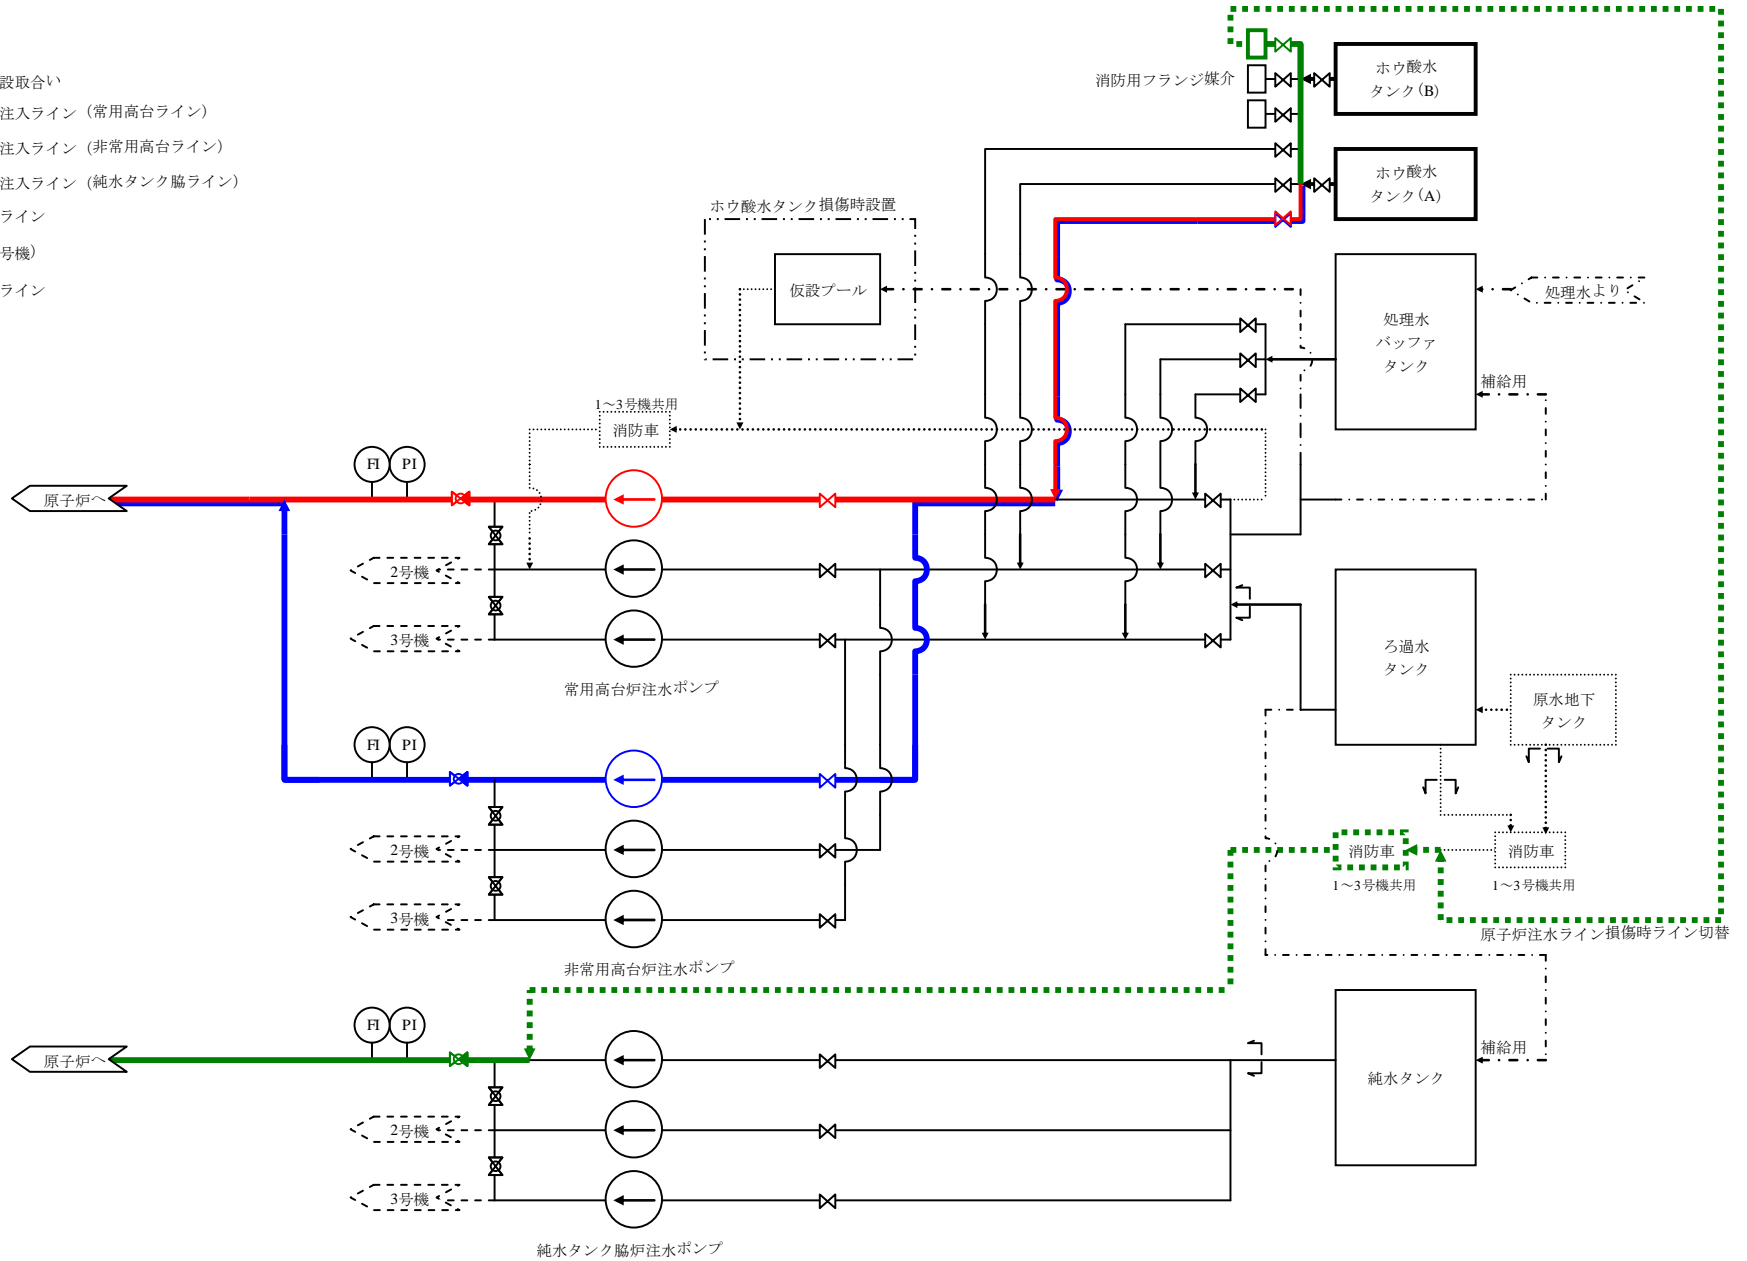 設取合い
注入ライン（常用高台ライン）
注入ライン（非常用高台ライン）
注入ライン（純水タンク脇ライン）
ライン
号機）
ライン
消防用フランジ媒介
ホウ酸水
タンク(B)
ホウ酸水
タンク(A)
ホウ酸水タンク損傷時設置
仮設プール
処理水
バッファ
タンク
処理水より
補給用
1～3号機共用
消防車
FI
PI
原子炉へ
2号機
3号機
常用高台炉注水ポンプ
ろ過水
タンク
原水地下
タンク
FI
PI
2号機
3号機
非常用高台炉注水ポンプ
消防車
1～3号機共用
消防車
1～3号機共用
原子炉注水ライン損傷時ライン切替
FI
PI
原子炉へ
2号機
3号機
純水タンク脇炉注水ポンプ
補給用
純水タンク